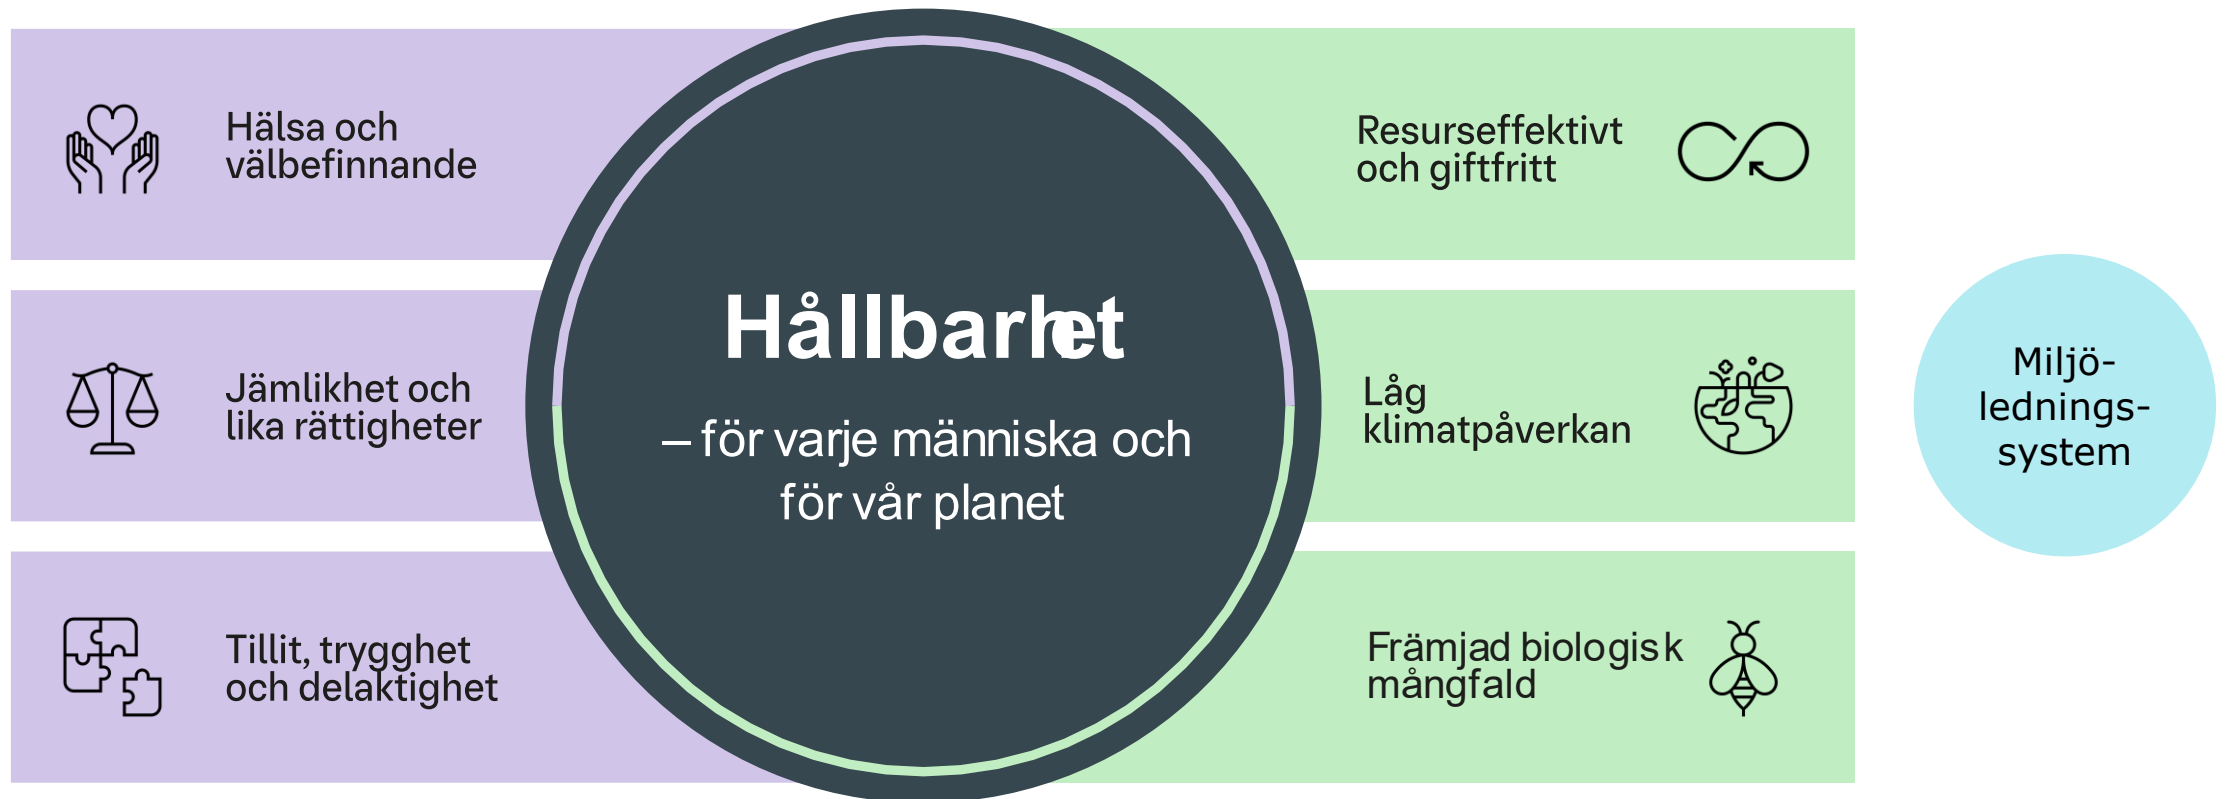 Hälsa och
välbefinnande
Jämlikhet och
lika rättigheter
Tillit, trygghet
och delaktighet
Hållbarhet
– för varje människa och
för vår planet
Resurseffektivt
och giftfritt
Låg
klimatpåverkan
Främjad biologisk
mångfald
Miljö-
lednings-
system